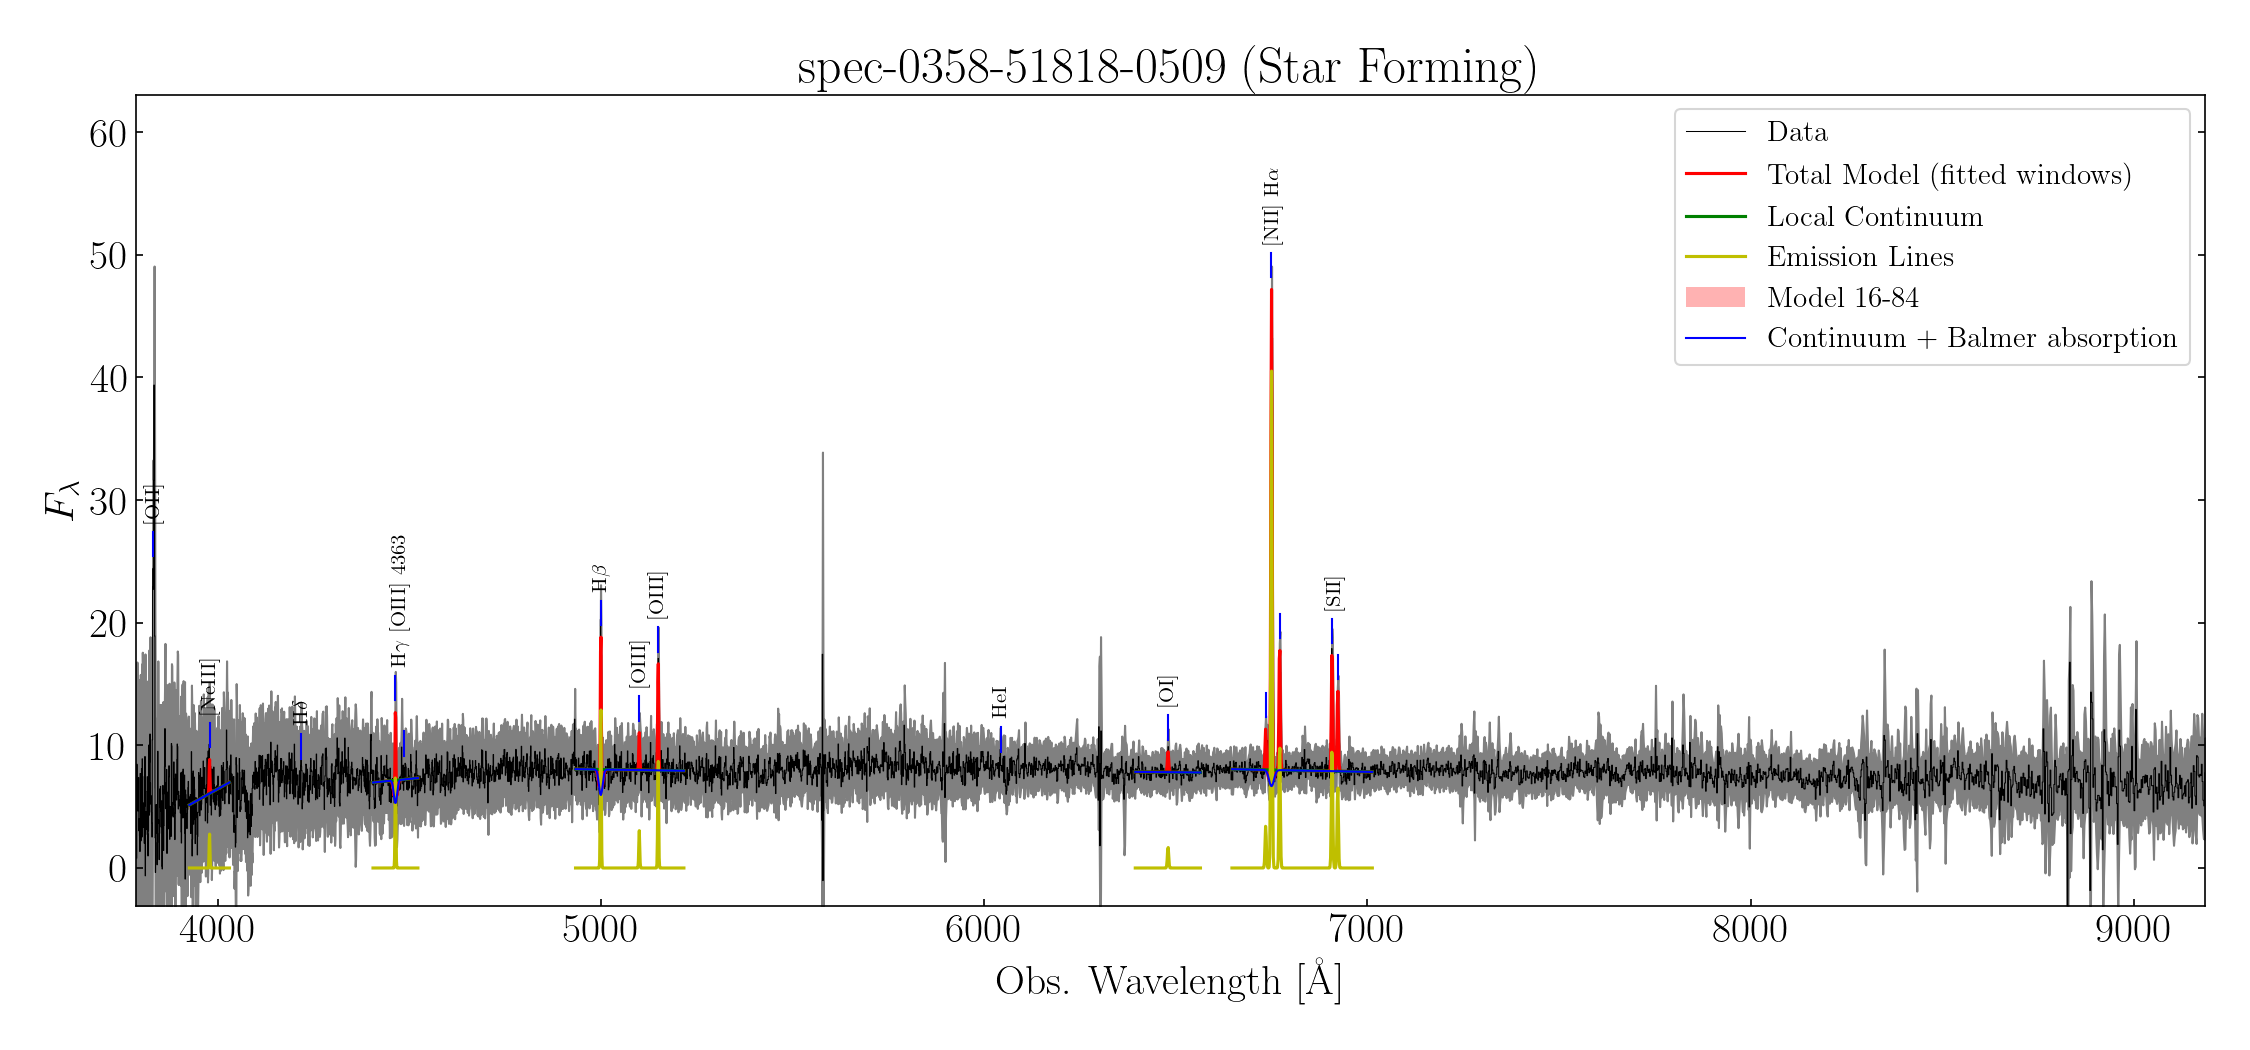 spec-0358-51818-0509 (Star Forming)
Data
Total Model (fitted windows)
Local Continuum
Emission Lines
Model 16-84
Continuum + Balmer absorption
60
50
40
30
20
10
0
Fλ
[OII]
[NeIII]
Hδ
Hγ [OIII] 4363
Hβ
[OIII]
[OIII]
HeI
[OI]
[NII] Hα
[SII]
4000
5000
6000
7000
8000
9000
Obs. Wavelength [Å]